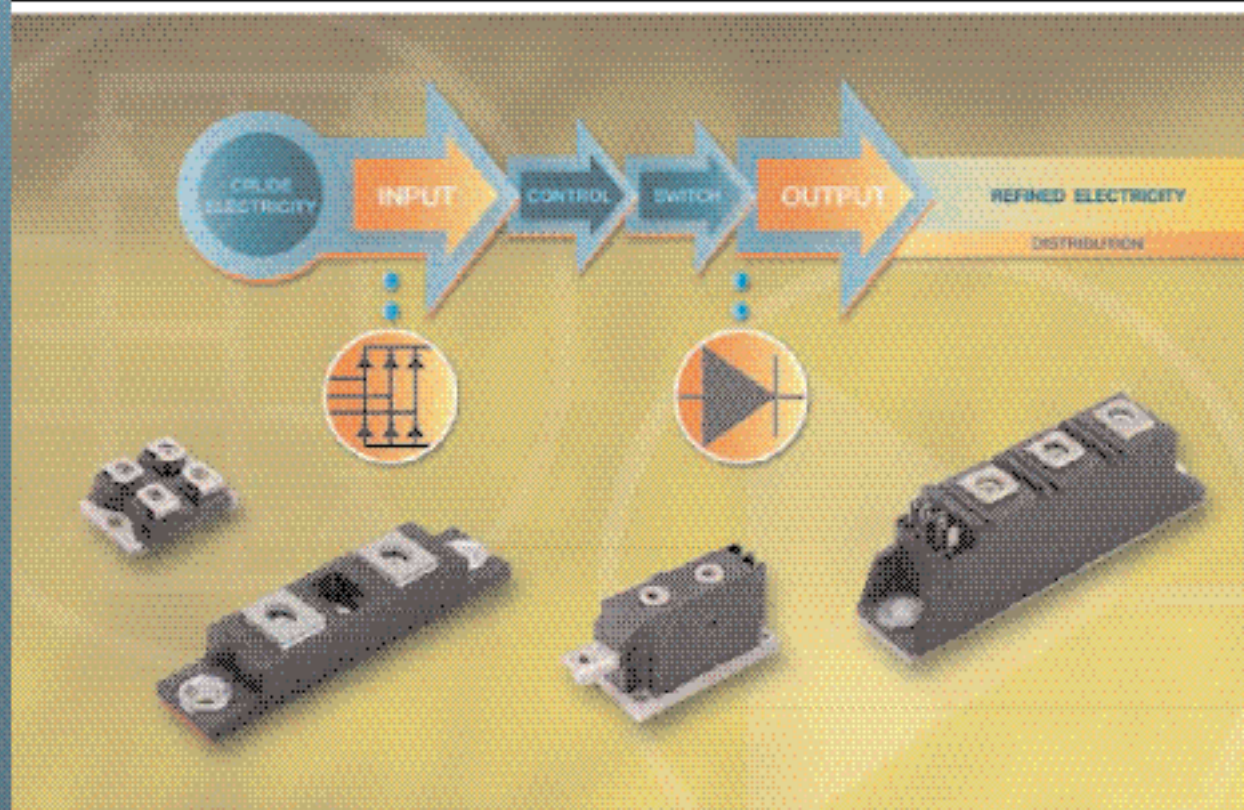 CRUDE
ELECTRICITY
INPUT
CONTROL
SWITCH
OUTPUT
REFINED ELECTRICITY
DISTRIBUTION